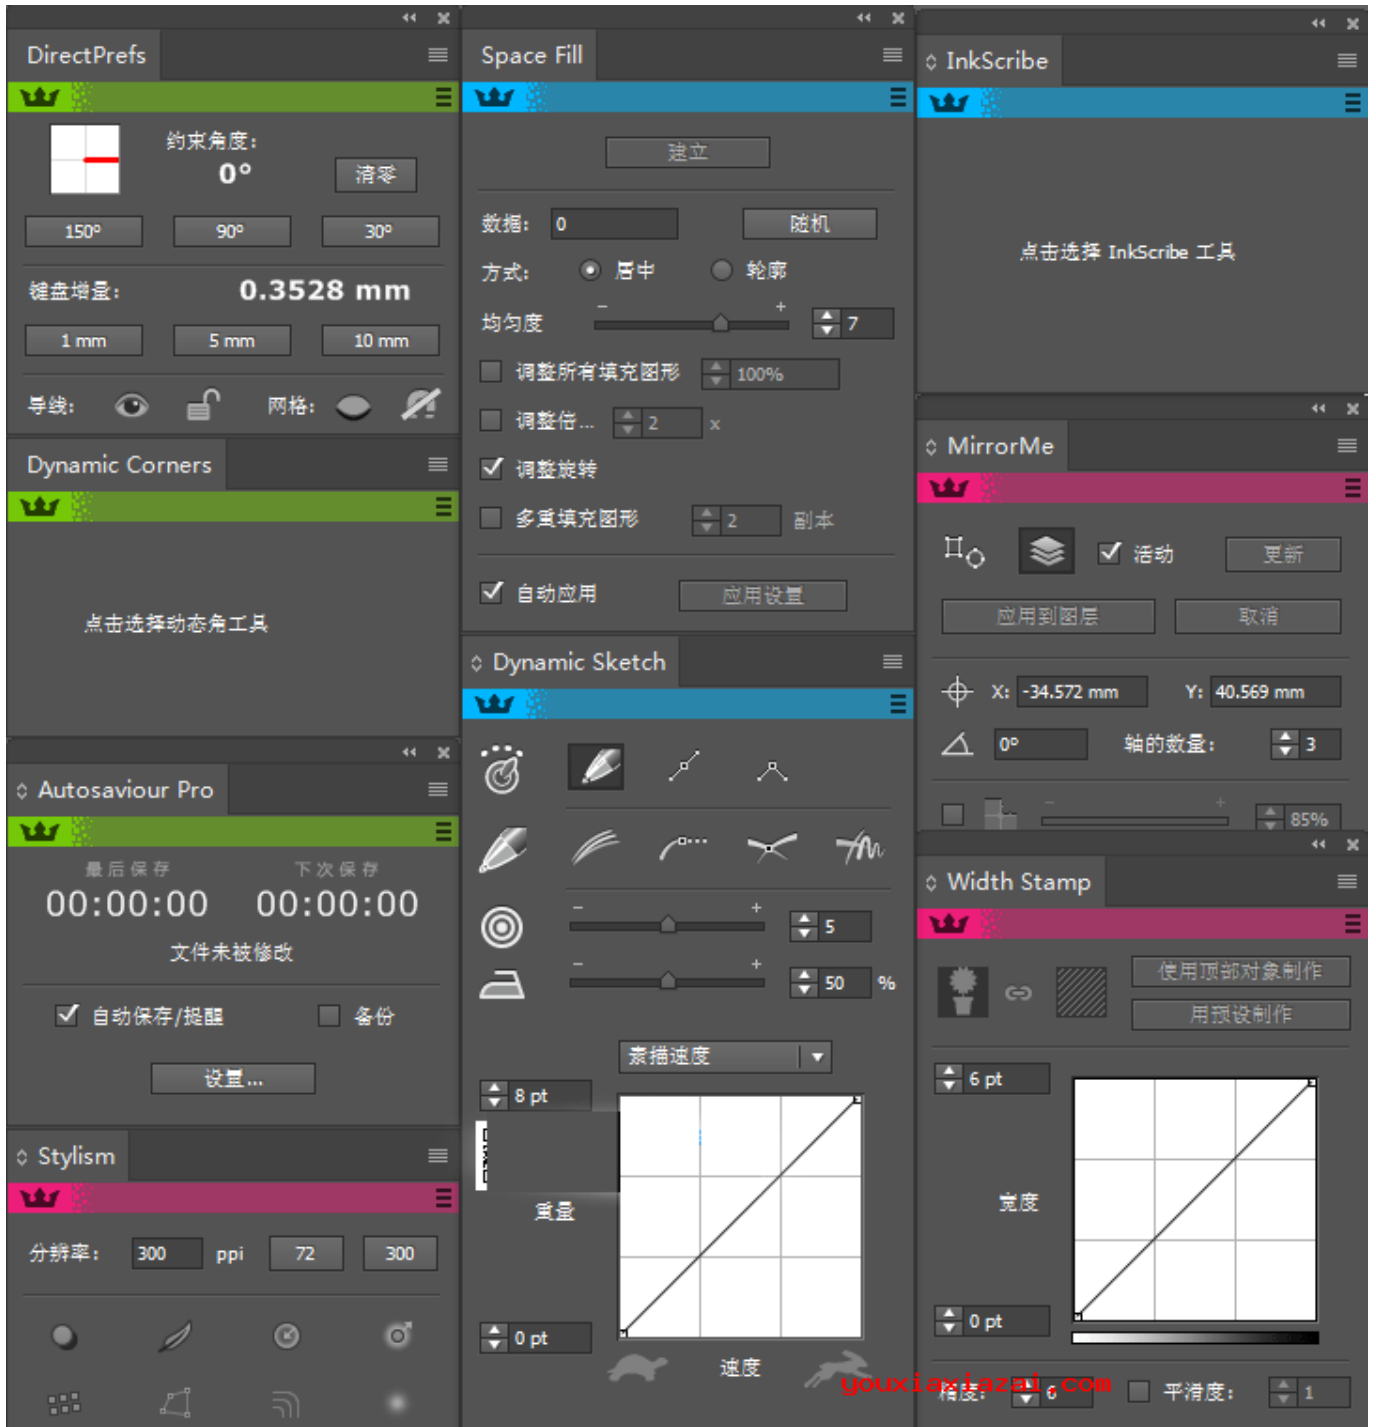 DirectPrefs
约束角度:
0°
清零
150º
90º
30º
键盘增量:
0.3528 mm
1 mm
5 mm
10 mm
导线:
网格:
Dynamic Corners
点击选择动态角工具
Autosaviour Pro
最后保存
下次保存
00:00:00
00:00:00
文件未被修改
自动保存/提醒
备份
设置...
Stylism
分辨率:
300
ppi
72
300
Space Fill
建立
数据:
0
随机
方式:
居中
轮廓
均匀度
-
+
7
调整所有填充图形
100%
调整倍...
2
x
调整旋转
多重填充图形
2
副本
自动应用
应用设置
Dynamic Sketch
-
+
5
-
+
50
%
素描速度
8 pt
重量
0 pt
速度
InkScribe
点击选择 InkScribe 工具
MirrorMe
活动
更新
应用到图层
取消
X:
-34.572 mm
Y:
40.569 mm
0º
轴的数量:
3
-
+
85%
Width Stamp
使用顶部对象制作
用预设制作
6 pt
宽度
0 pt
精度:
6
平滑度:
1
youxiaxiazai.com